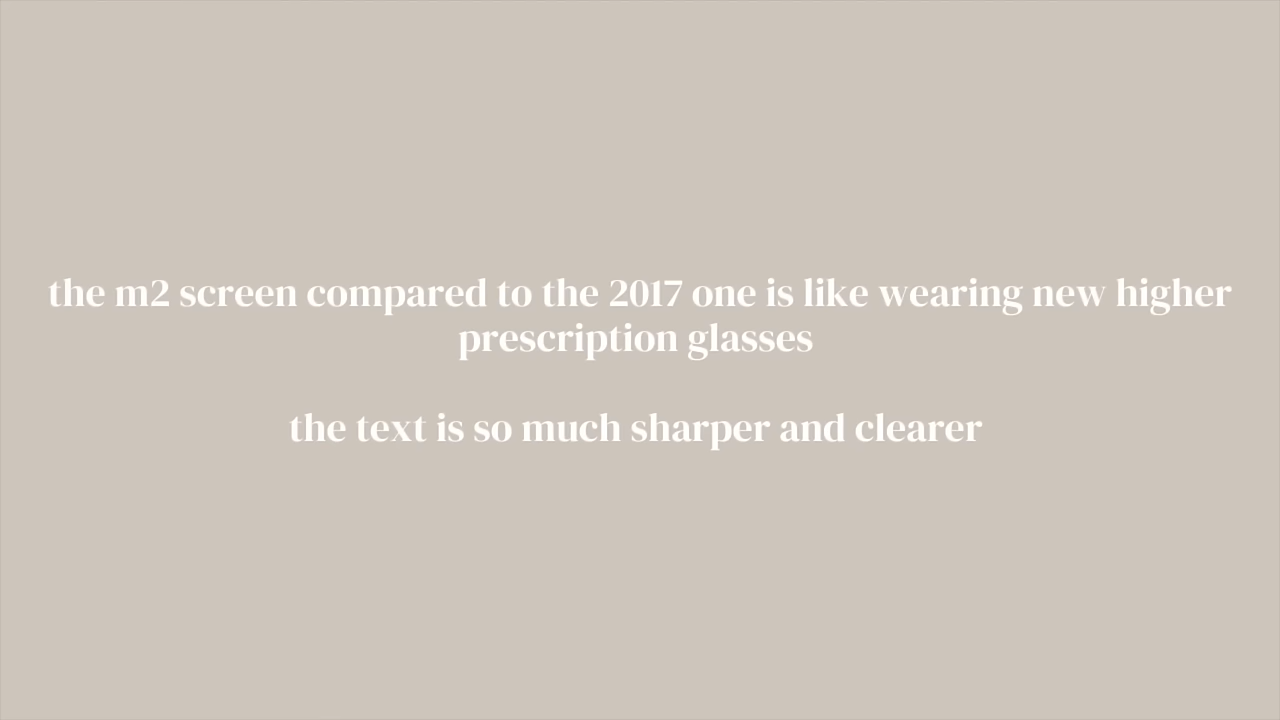 the m2 screen compared to the 2017 one is like wearing new higher
prescription glasses
the text is so much sharper and clearer